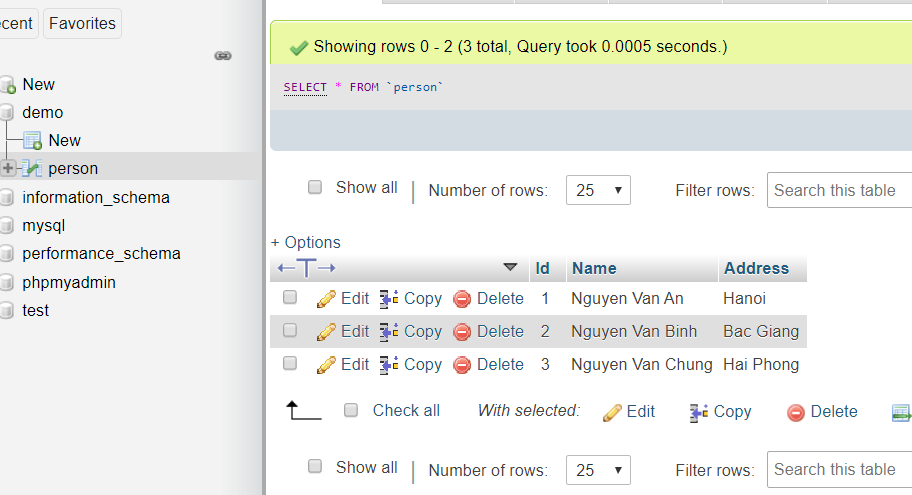 Favorites
New
demo
New
person
information_schema
mysql
performance_schema
phpmyadmin
test
Showing rows 0 - 2 (3 total, Query took 0.0005 seconds.)
SELECT * FROM `person`
Show all | Number of rows: 25 Filter rows: Search this table
+ Options
Id Name Address
Edit Copy Delete 1 Nguyen Van An Hanoi
Edit Copy Delete 2 Nguyen Van Binh Bac Giang
Edit Copy Delete 3 Nguyen Van Chung Hai Phong
Check all With selected: Edit Copy Delete
Show all | Number of rows: 25 Filter rows: Search this table